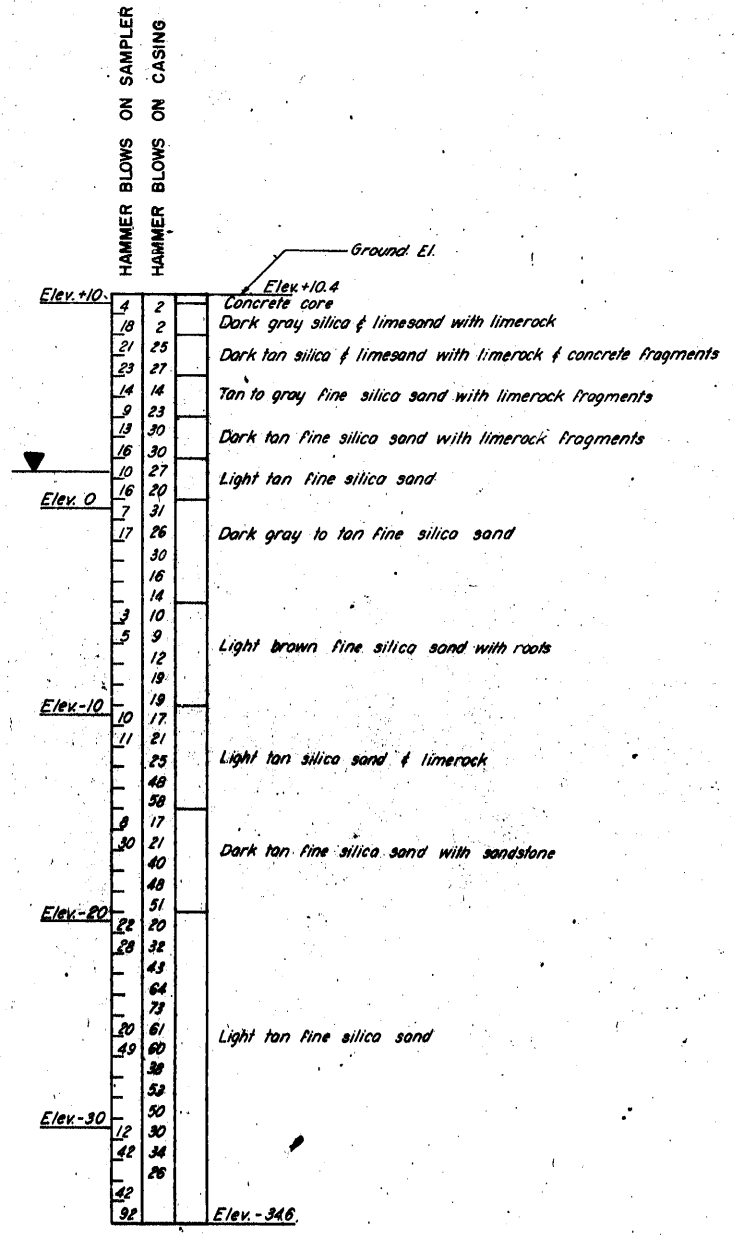 HAMMER BLOWS ON SAMPLER
HAMMER BLOWS ON CASING
Ground El.
Elev. +10.4
Elev. +10
Concrete core
4 2
18 2 Dark gray silica & limesand with limerock
21 25
Dark tan silica & limesand with limerock & concrete fragments
23 27
14 14 Tan to gray fine silica sand with limerock fragments
9 23
13 30
Dark tan fine silica sand with limerock fragments
16 30
10 27
Light tan fine silica sand
16 20
Elev. 0
7 31
17 26 Dark gray to tan fine silica sand
30
16
14
3 10
5 9
Light brown fine silica sand with roots
12
19
19
Elev. -10
10 17
11 21
25 Light tan silica sand & limerock
48
58
8 17
30 21
Dark tan fine silica sand with sandstone
40
48
51
Elev. -20
22 20
28 32
43
64
73
20 61 Light tan fine silica sand
49 60
38
53
50
Elev. -30
12 30
42 34
26
42
92 Elev. -34.6